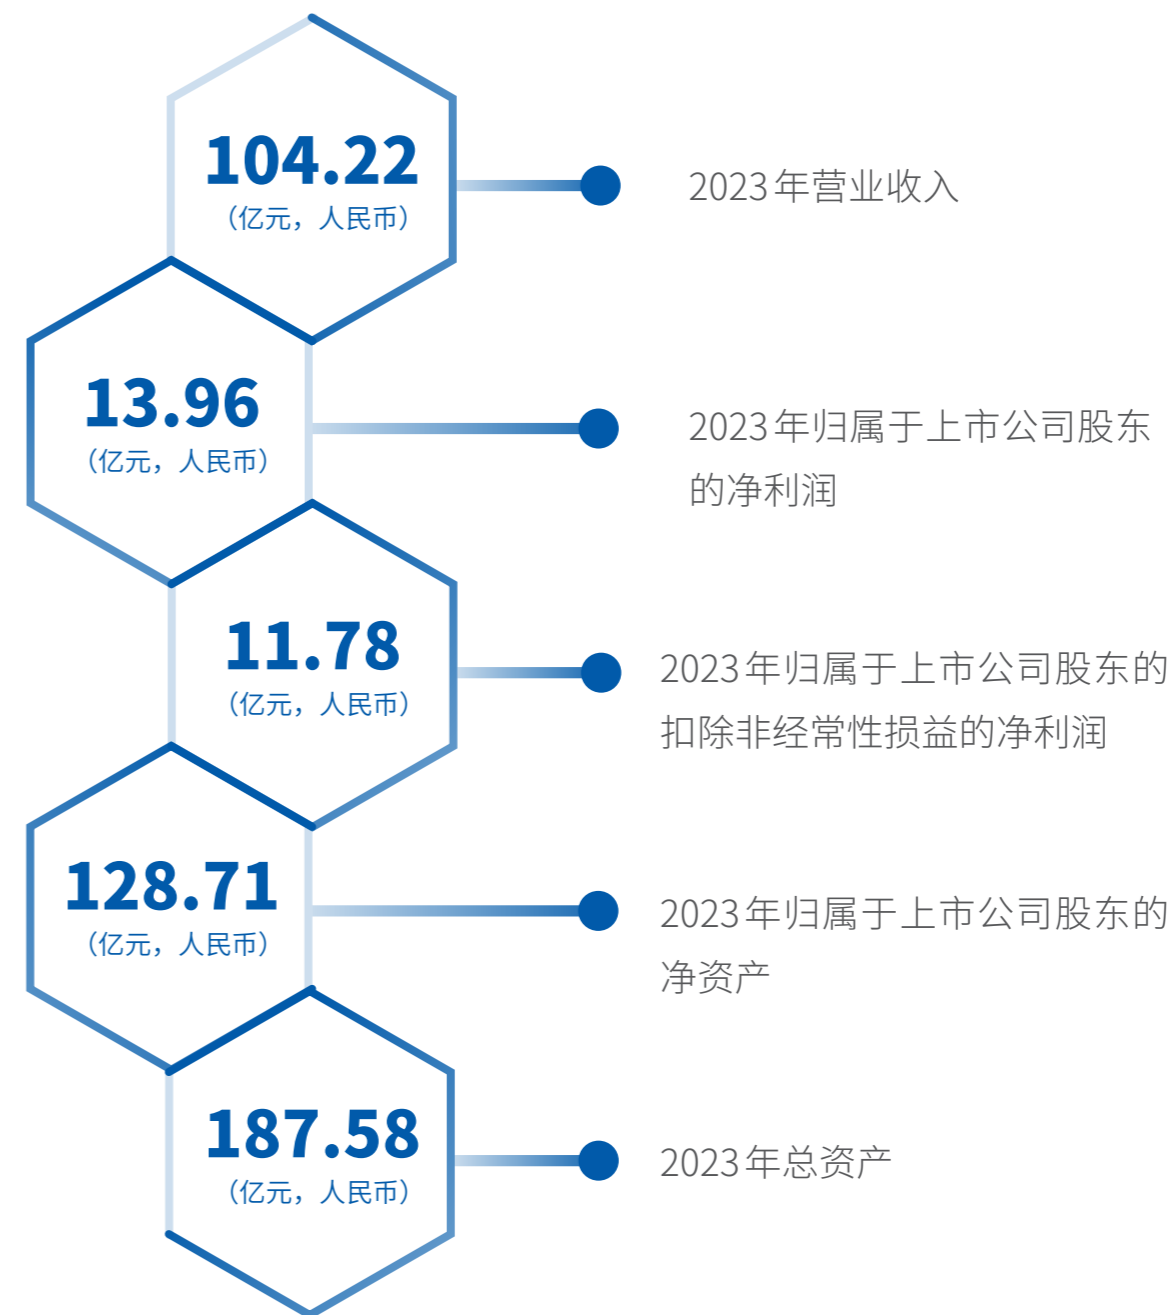 104.22
（亿元，人民币）
2023年营业收入
13.96
（亿元，人民币）
2023年归属于上市公司股东
的净利润
11.78
（亿元，人民币）
2023年归属于上市公司股东的
扣除非经常性损益的净利润
128.71
（亿元，人民币）
2023年归属于上市公司股东的
净资产
187.58
（亿元，人民币）
2023年总资产